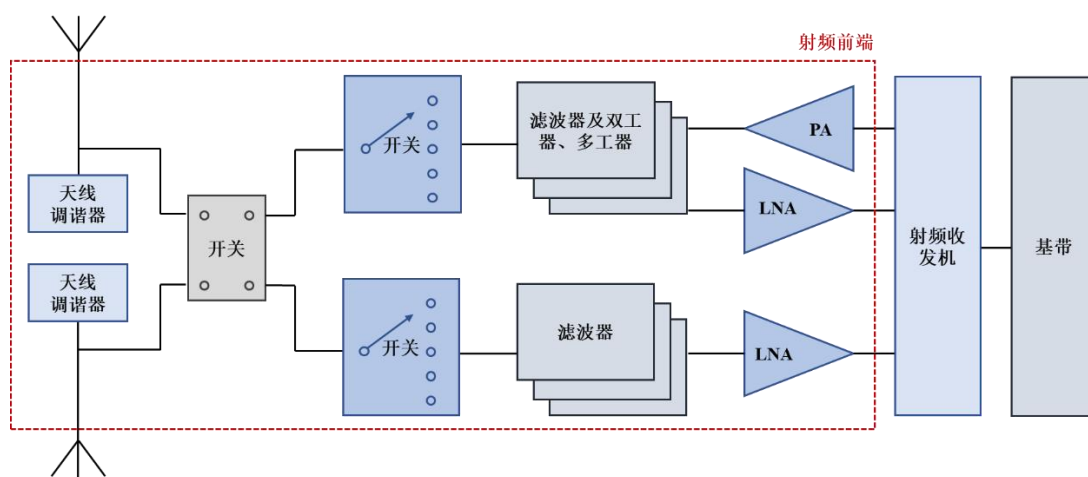 射频前端
天线
调谐器
天线
调谐器
开关
开关
滤波器及双工
器、多工器
PA
LNA
开关
滤波器
LNA
射频收
发机
基带